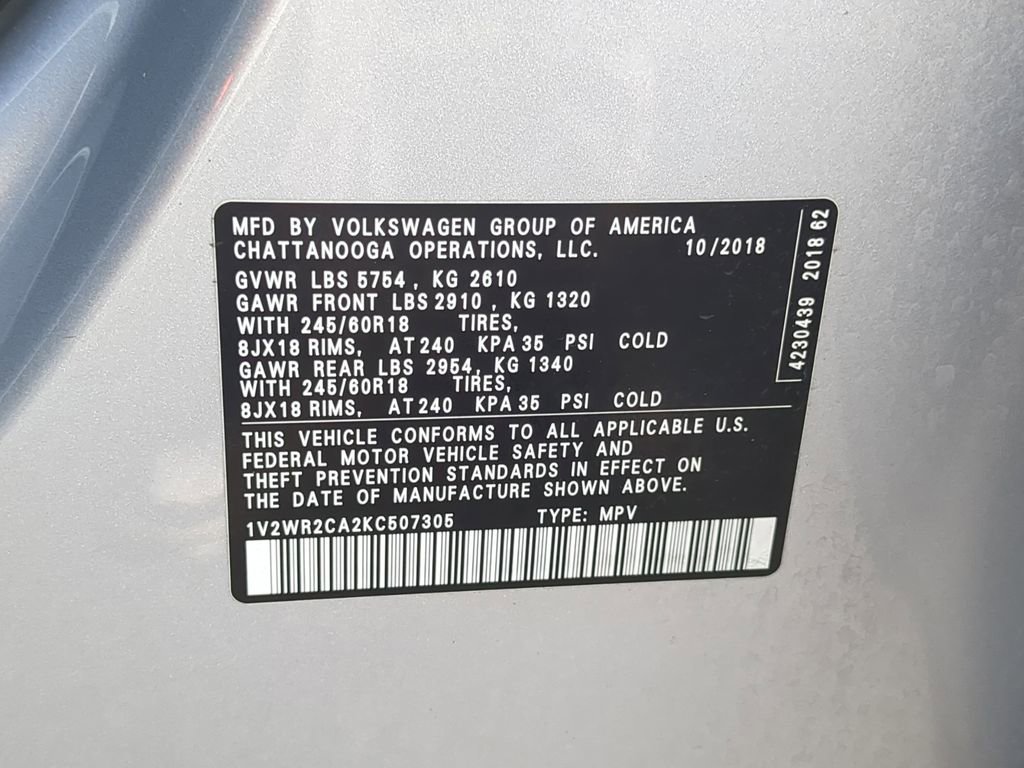 MFD BY VOLKSWAGEN GROUP OF AMERICA
CHATTANOOGA OPERATIONS, LLC. 10/2018
GVWR LBS 5754, KG 2610
GAWR FRONT LBS 2910, KG 1320
WITH 245/60R18 TIRES,
8JX18 RIMS, AT 240 KPA 35 PSI COLD
GAWR REAR LBS 2954, KG 1340
WITH 245/60R18 TIRES,
8JX18 RIMS, AT 240 KPA 35 PSI COLD
THIS VEHICLE CONFORMS TO ALL APPLICABLE U.S.
FEDERAL MOTOR VEHICLE SAFETY AND
THEFT PREVENTION STANDARDS IN EFFECT ON
THE DATE OF MANUFACTURE SHOWN ABOVE.
1V2WR2CA2KC507305 TYPE: MPV
4230439 2018 62